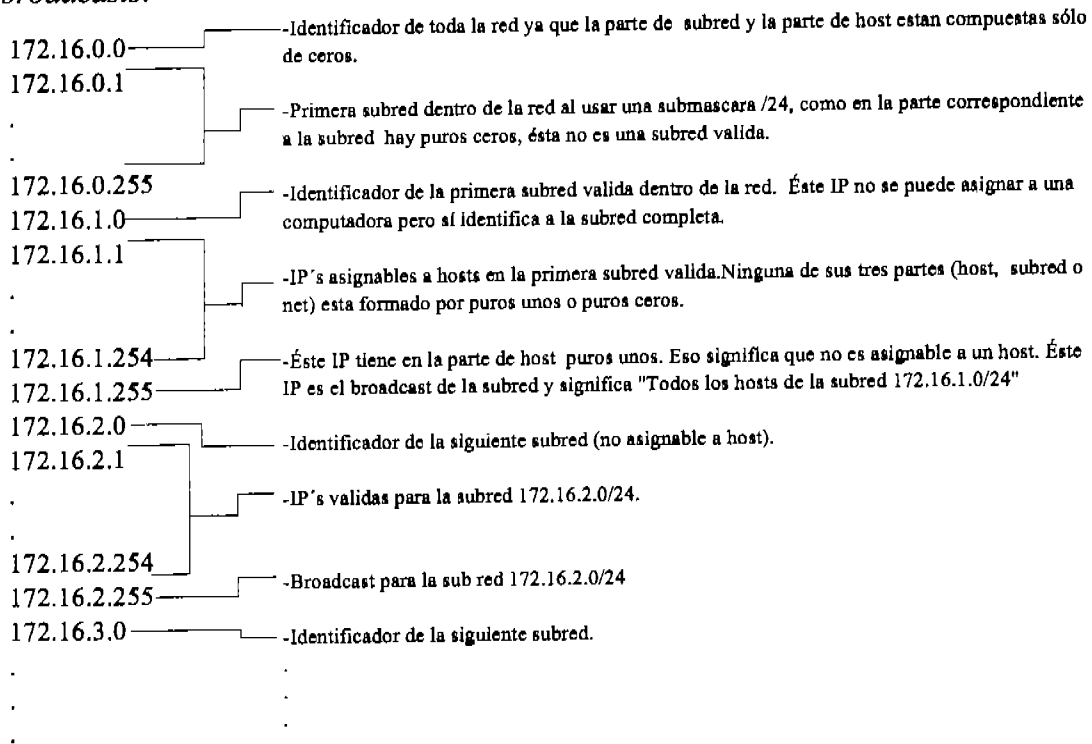 broadcasts.
172.16.0.0
-Identificador de toda la red ya que la parte de subred y la parte de host estan compuestas sólo
de ceros.
172.16.0.1
.
.
-Primera subred dentro de la red al usar una submascara /24, como en la parte correspondiente
a la subred hay puros ceros, ésta no es una subred valida.
172.16.0.255
172.16.1.0
-Identificador de la primera subred valida dentro de la red. Éste IP no se puede asignar a una
computadora pero sí identifica a la subred completa.
172.16.1.1
.
.
-IP´s asignables a hosts en la primera subred valida.Ninguna de sus tres partes (host, subred o
net) esta formado por puros unos o puros ceros.
172.16.1.254
172.16.1.255
-Éste IP tiene en la parte de host puros unos. Eso significa que no es asignable a un host. Éste
IP es el broadcast de la subred y significa "Todos los hosts de la subred 172.16.1.0/24"
172.16.2.0
-Identificador de la siguiente subred (no asignable a host).
172.16.2.1
.
.
-IP´s validas para la subred 172.16.2.0/24.
172.16.2.254
172.16.2.255
-Broadcast para la sub red 172.16.2.0/24
172.16.3.0
-Identificador de la siguiente subred.
. .
. .
. .